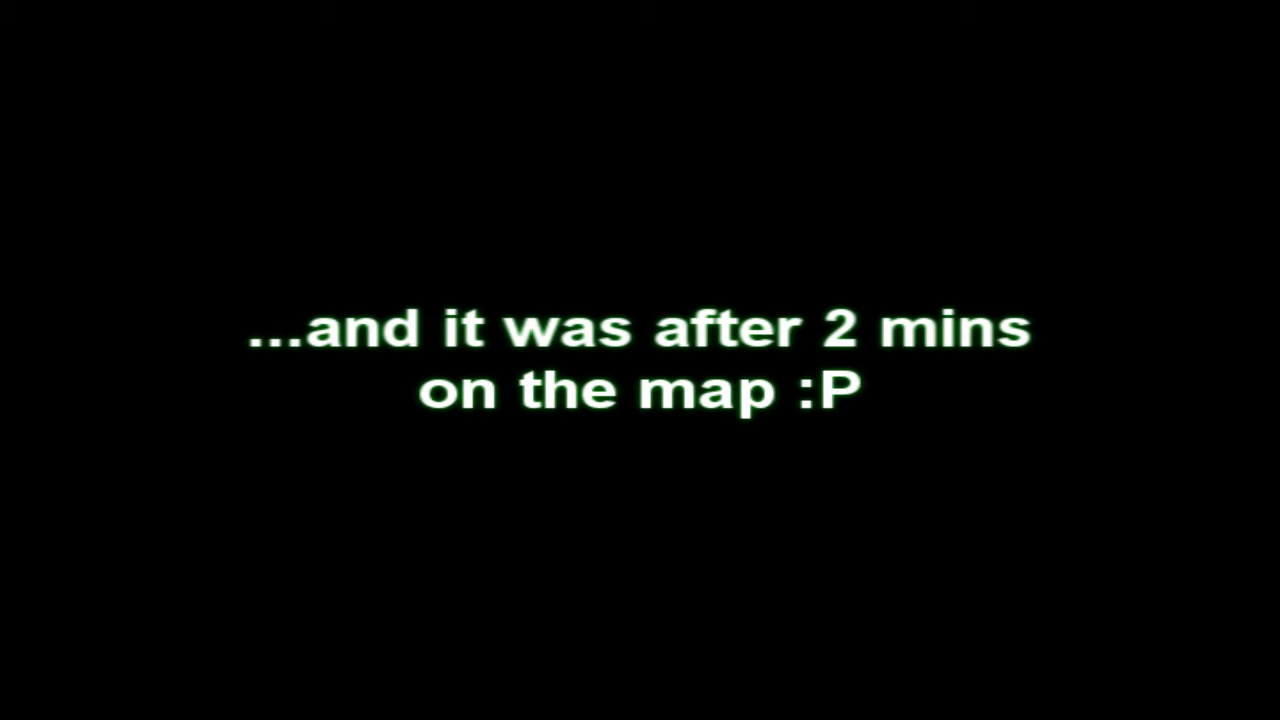 ...and it was after 2 mins
on the map :P